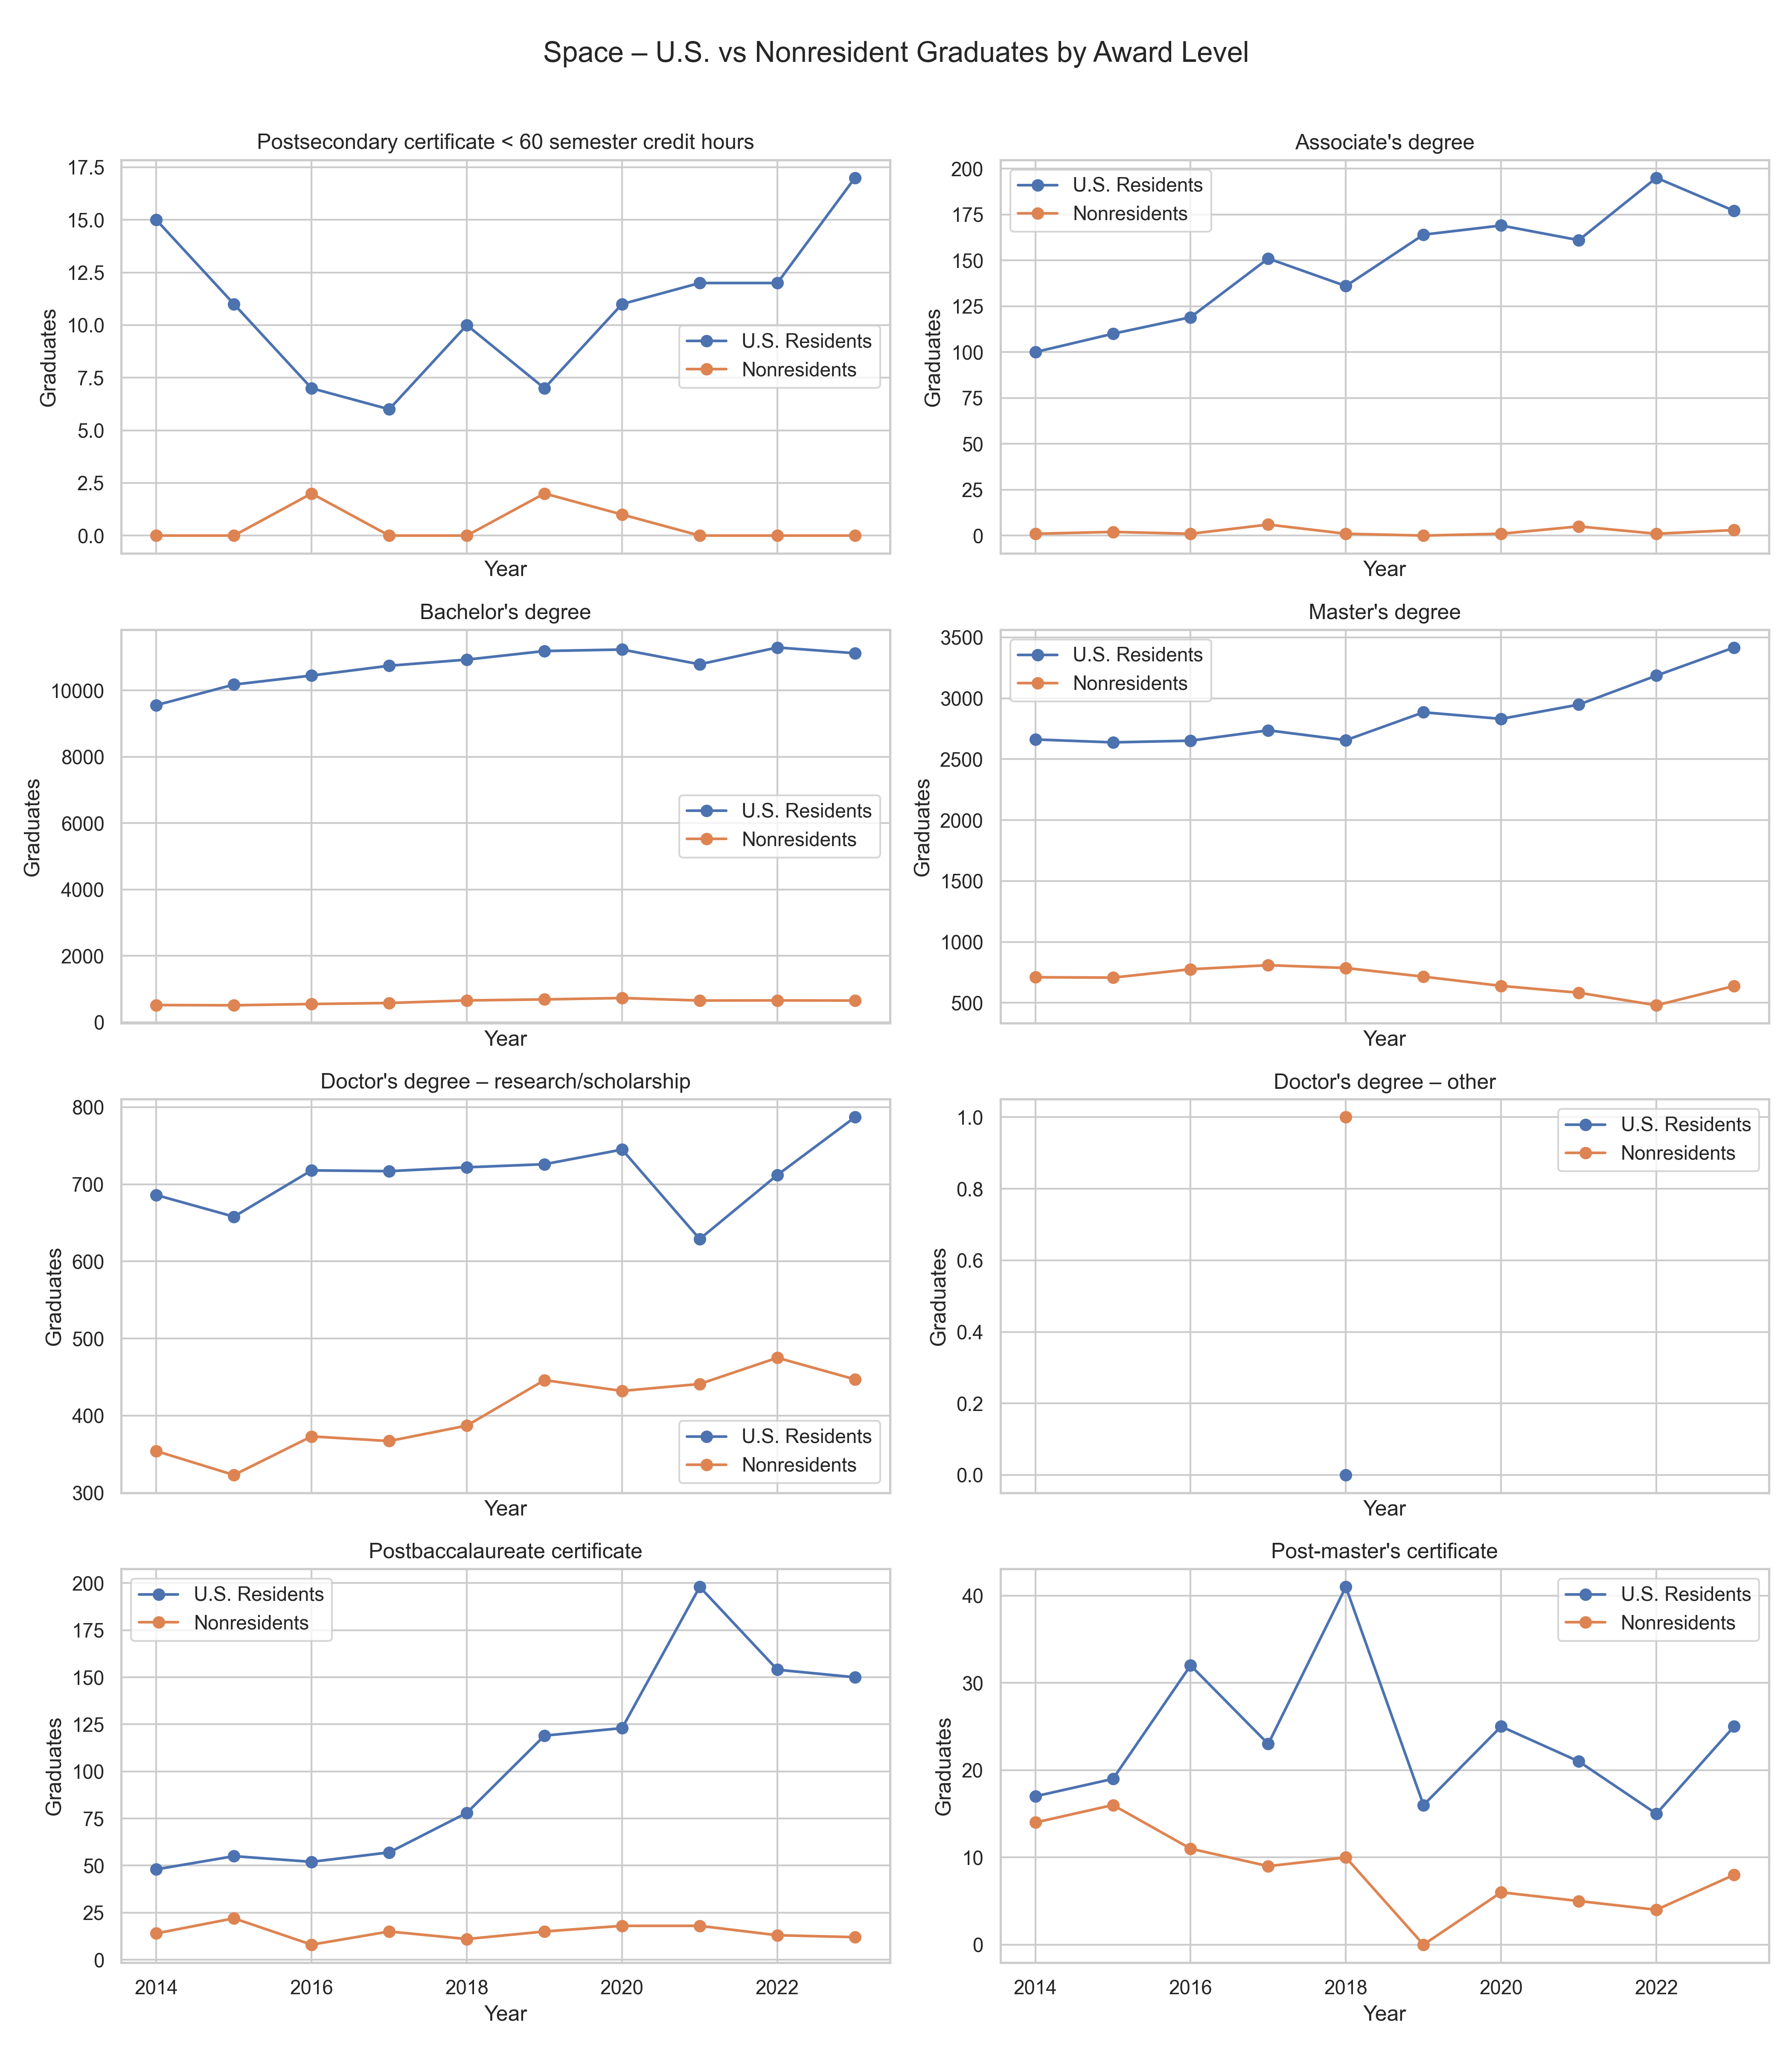 Space – U.S. vs Nonresident Graduates by Award Level
Postsecondary certificate < 60 semester credit hours
17.5
15.0
12.5
10.0
7.5
5.0
2.5
0.0
Graduates
U.S. Residents
Nonresidents
Year
Associate's degree
200
175
150
125
100
75
50
25
0
Graduates
U.S. Residents
Nonresidents
Year
Bachelor's degree
10000
8000
6000
4000
2000
0
Graduates
U.S. Residents
Nonresidents
Year
Master's degree
3500
3000
2500
2000
1500
1000
500
Graduates
U.S. Residents
Nonresidents
Year
Doctor's degree – research/scholarship
800
700
600
500
400
300
Graduates
U.S. Residents
Nonresidents
Year
Doctor's degree – other
1.0
0.8
0.6
0.4
0.2
0.0
Graduates
U.S. Residents
Nonresidents
Year
Postbaccalaureate certificate
200
175
150
125
100
75
50
25
0
Graduates
U.S. Residents
Nonresidents
2014 2016 2018 2020 2022
Year
Post-master's certificate
40
30
20
10
0
Graduates
U.S. Residents
Nonresidents
2014 2016 2018 2020 2022
Year